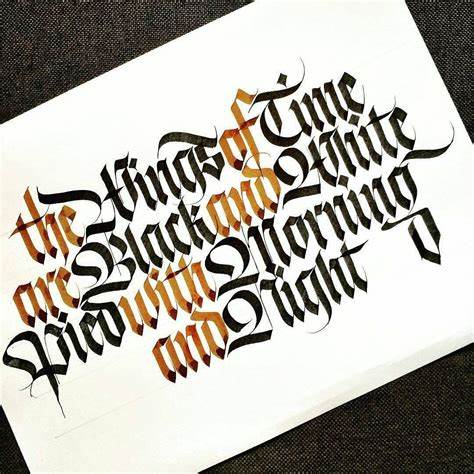 the Wings of Time
are Black and White
Pied with Morning
and Night